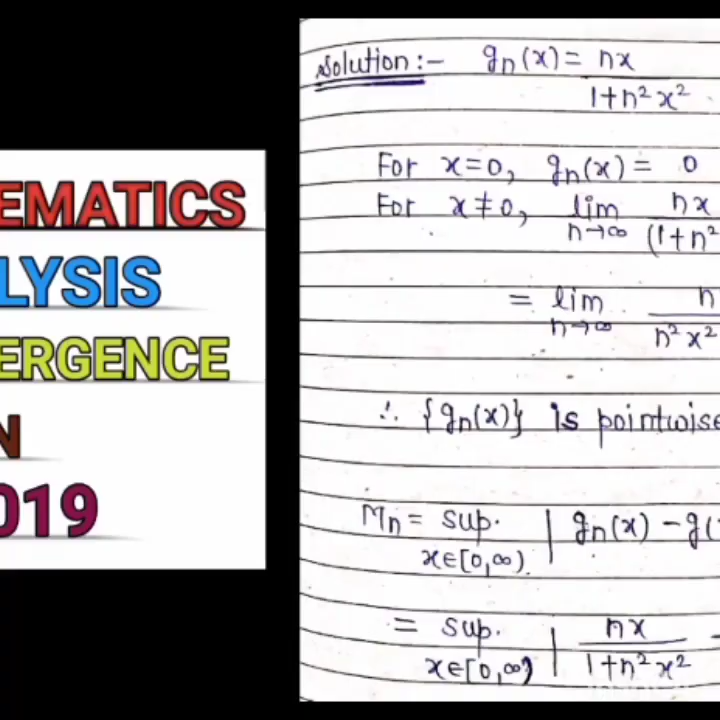 EMATICS
LYSIS
ERGENCE
N
019
Solution:- gn(x) = nx
1+n²x²
For x=0, gn(x) = 0
For x≠0, lim nx
n→∞ (1+n²
= lim n
n→∞ n²x²
∴ {gn(x)} is pointwise
Mn = sup. | gn(x) - g(
x∈[0,∞)
= sup. | nx -
x∈[0,∞) 1+n²x²